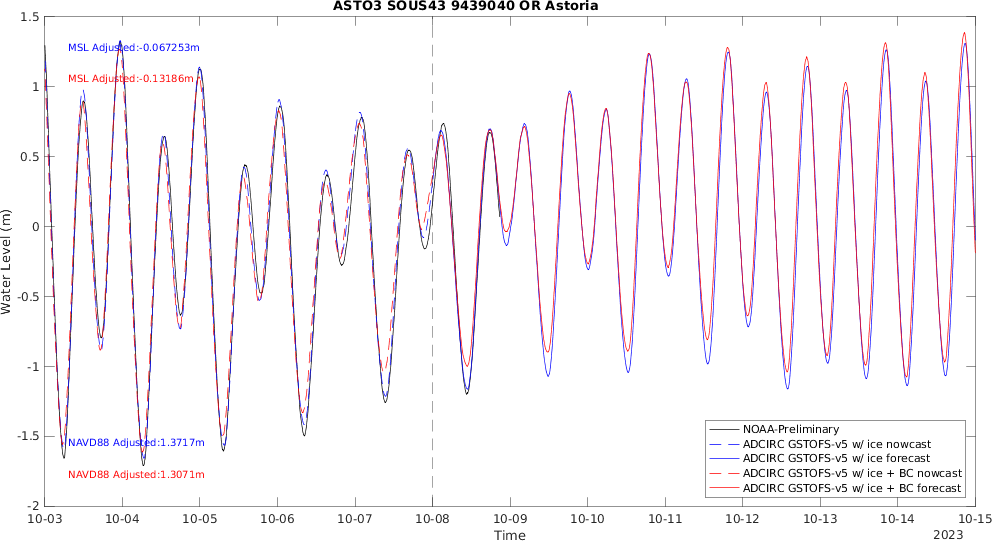 ASTO3 SOUS43 9439040 OR Astoria
1.5
1
0.5
0
-0.5
-1
-1.5
-2
Water Level (m)
MSL Adjusted:-0.067253m
MSL Adjusted:-0.13186m
NAVD88 Adjusted:1.3717m
NAVD88 Adjusted:1.3071m
NOAA-Preliminary
ADCIRC GSTOFS-v5 w/ ice nowcast
ADCIRC GSTOFS-v5 w/ ice forecast
ADCIRC GSTOFS-v5 w/ ice + BC nowcast
ADCIRC GSTOFS-v5 w/ ice + BC forecast
10-03 10-04 10-05 10-06 10-07 10-08 10-09 10-10 10-11 10-12 10-13 10-14 10-15
Time
2023